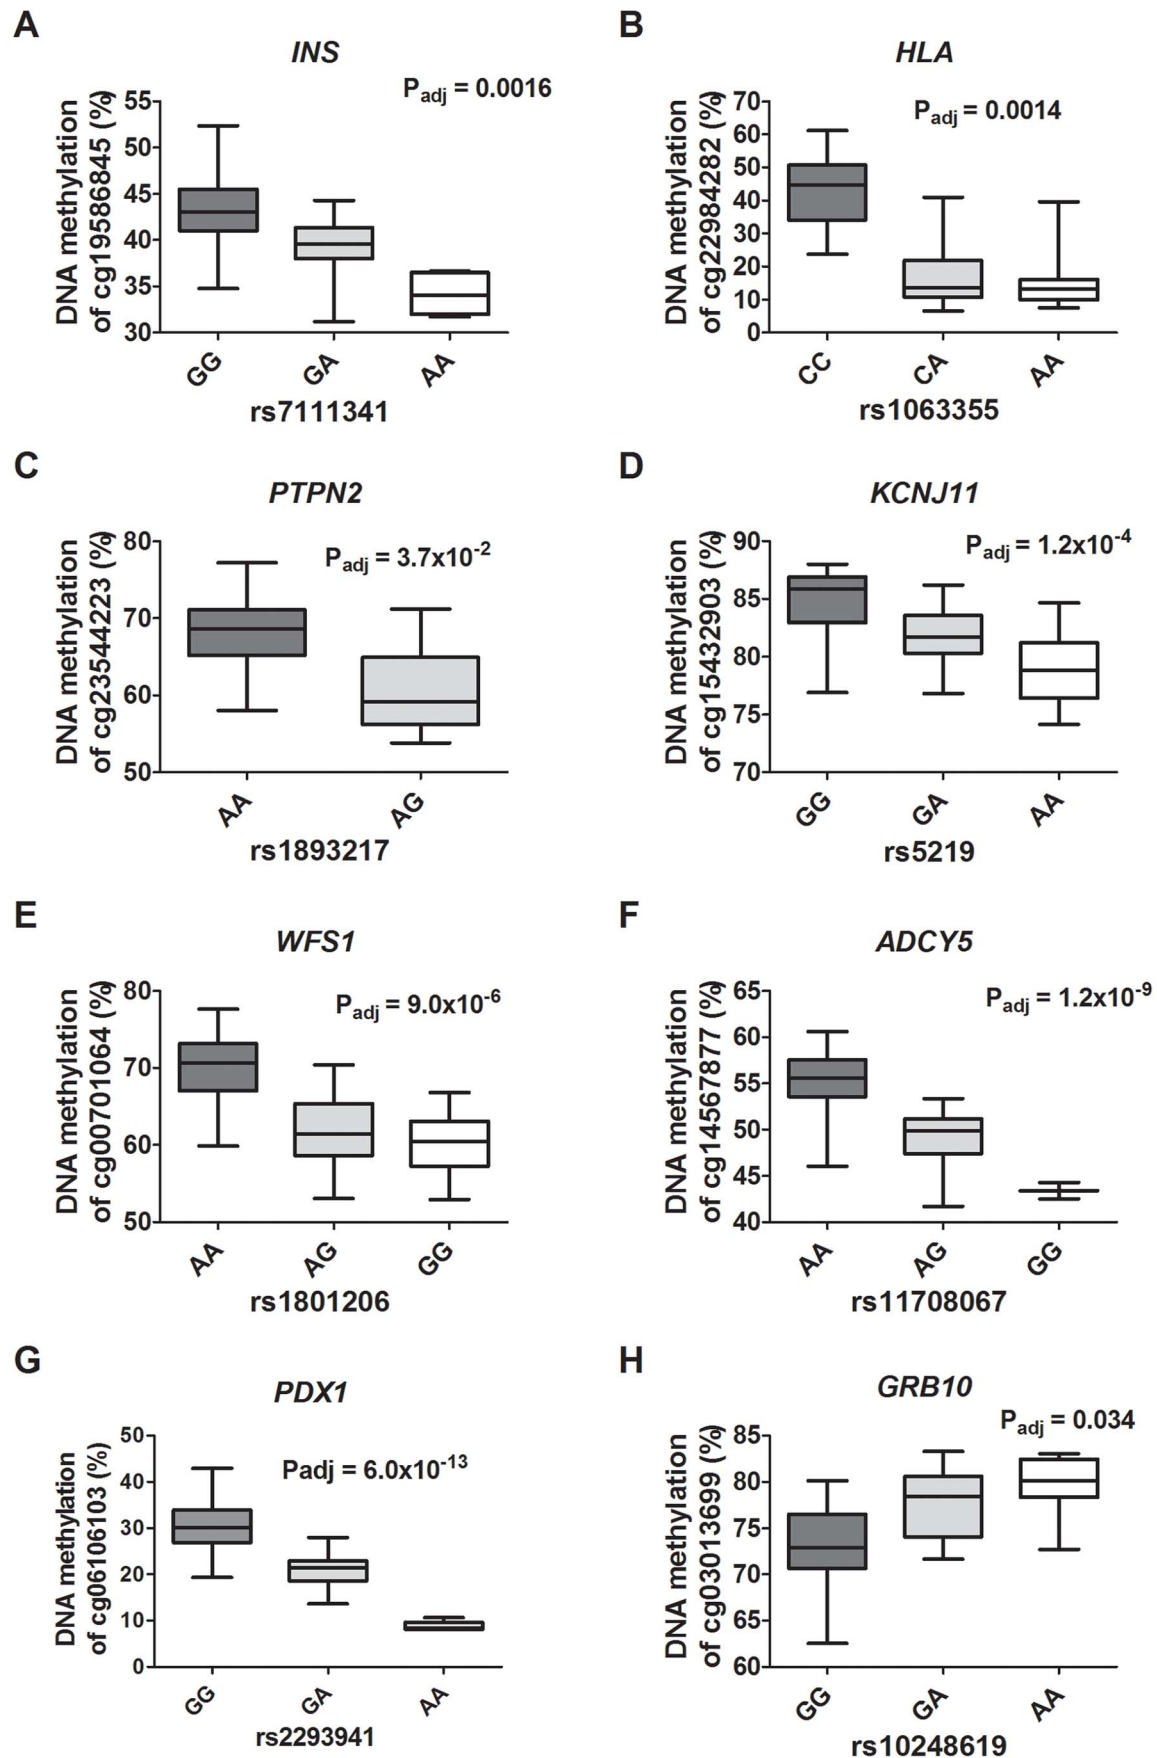 A
INS
Padj = 0.0016
DNA methylation
of cg19586845 (%)
55
50
45
40
35
30
GG
GA
AA
rs7111341
B
HLA
Padj = 0.0014
DNA methylation
of cg22984282 (%)
70
60
50
40
30
20
10
0
CC
CA
AA
rs1063355
C
PTPN2
Padj = 3.7x10-2
DNA methylation
of cg23544223 (%)
80
70
60
50
AA
AG
rs1893217
D
KCNJ11
Padj = 1.2x10-4
DNA methylation
of cg15432903 (%)
90
85
80
75
70
GG
GA
AA
rs5219
E
WFS1
Padj = 9.0x10-6
DNA methylation
of cg00701064 (%)
80
70
60
50
AA
AG
GG
rs1801206
F
ADCY5
Padj = 1.2x10-9
DNA methylation
of cg14567877 (%)
65
60
55
50
45
40
AA
AG
GG
rs11708067
G
PDX1
Padj = 6.0x10-13
DNA methylation
of cg06106103 (%)
50
40
30
20
10
0
GG
GA
AA
rs2293941
H
GRB10
Padj = 0.034
DNA methylation
of cg03013699 (%)
85
80
75
70
65
60
GG
GA
AA
rs10248619